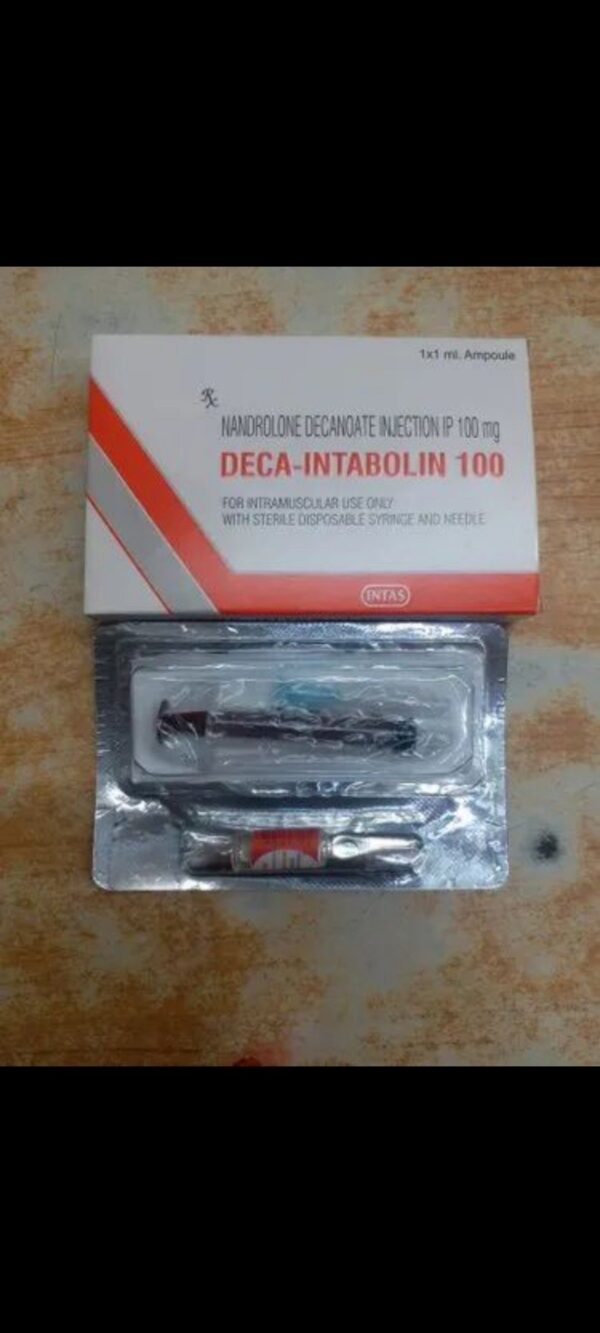 1x1 ml. Ampoule
Rx
NANDROLONE DECANOATE INJECTION IP 100 mg
DECA-INTABOLIN 100
FOR INTRAMUSCULAR USE ONLY
WITH STERILE DISPOSABLE SYRINGE AND NEEDLE
INTAS